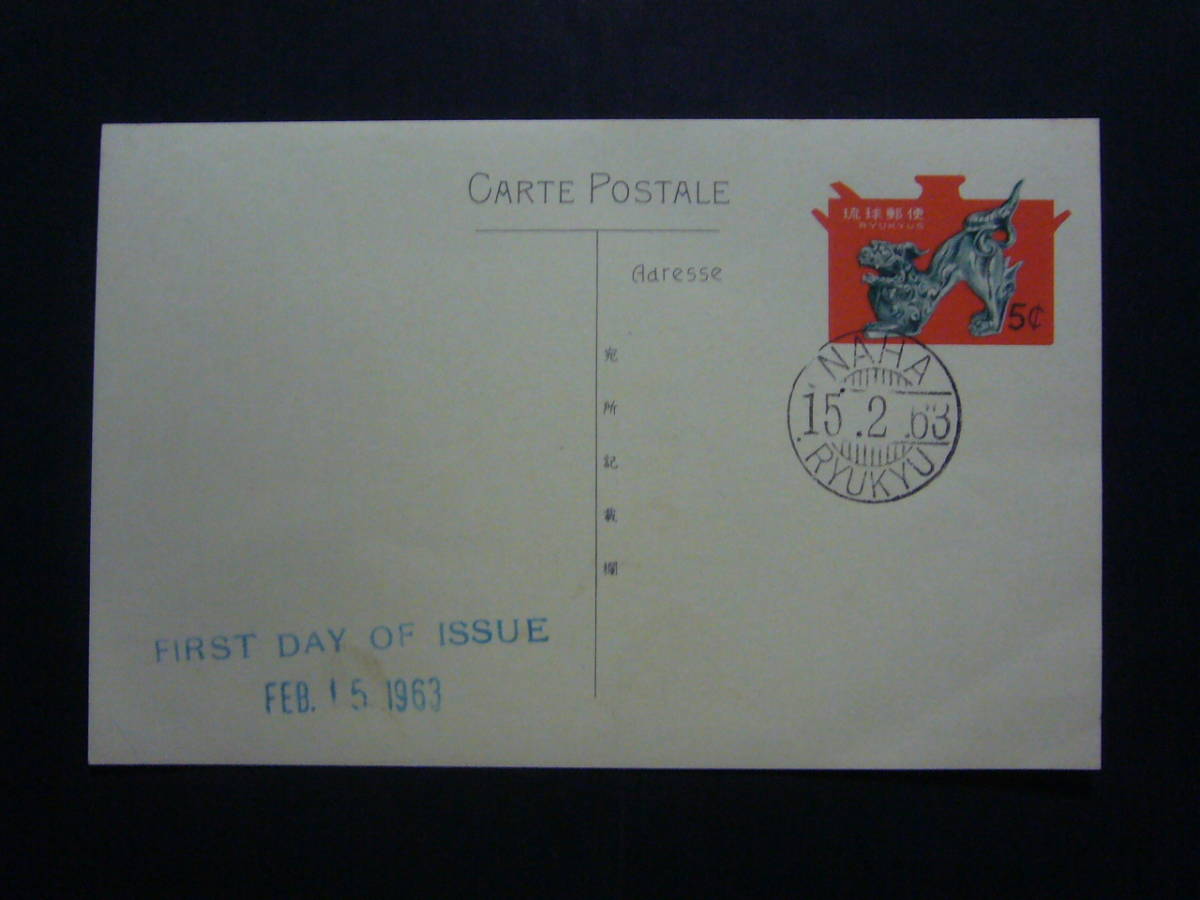 CARTE POSTALE
琉球郵便
RYUKYUS
Adresse
5¢
宛所記載欄
NAHA
15.2.63
RYUKYU
FIRST DAY OF ISSUE
FEB. 15 1963